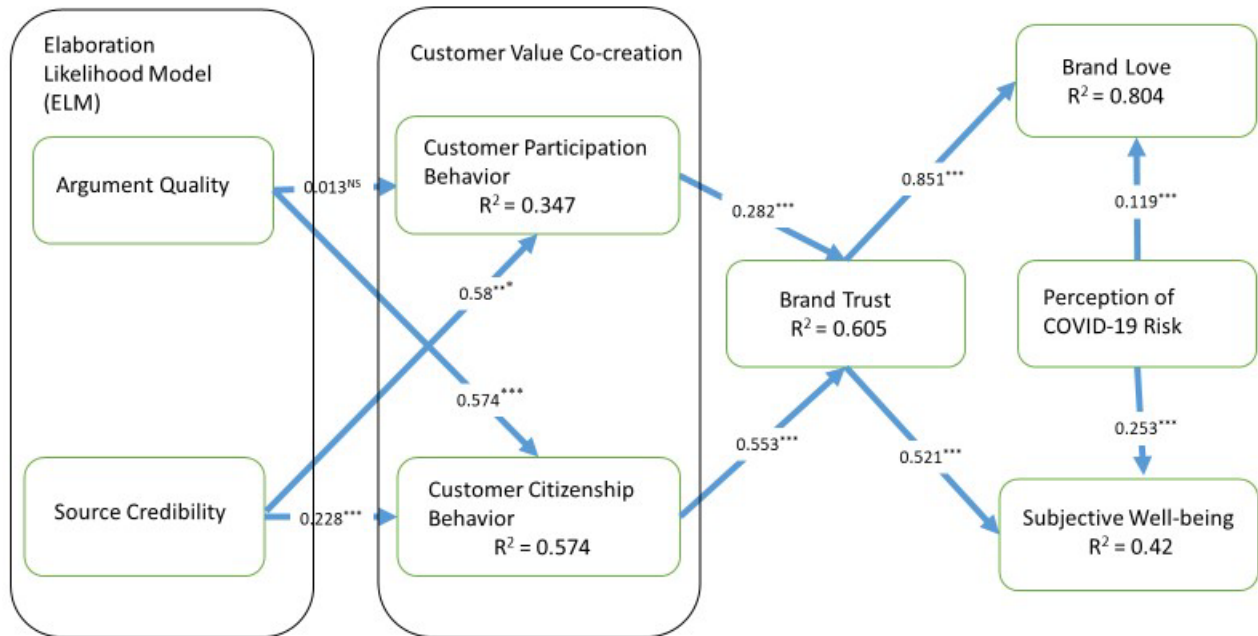 Elaboration
Likelihood Model
(ELM)
Argument Quality
Source Credibility
0.013ᴺˢ
0.58***
0.574***
0.228***
Customer Value Co-creation
Customer Participation
Behavior
R² = 0.347
Customer Citizenship
Behavior
R² = 0.574
0.282***
0.553***
Brand Trust
R² = 0.605
0.851***
0.521***
Brand Love
R² = 0.804
0.119***
Perception of
COVID-19 Risk
0.253***
Subjective Well-being
R² = 0.42